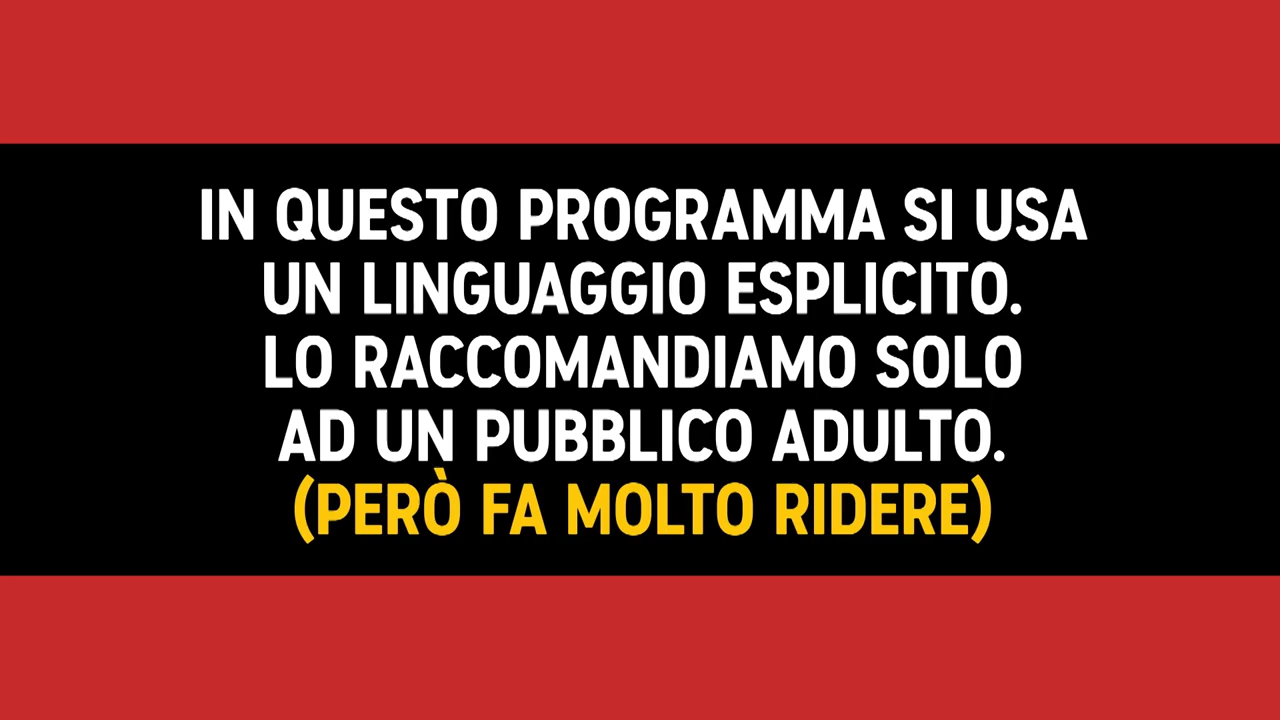 IN QUESTO PROGRAMMA SI USA
UN LINGUAGGIO ESPLICITO.
LO RACCOMANDIAMO SOLO
AD UN PUBBLICO ADULTO.
(PERÒ FA MOLTO RIDERE)